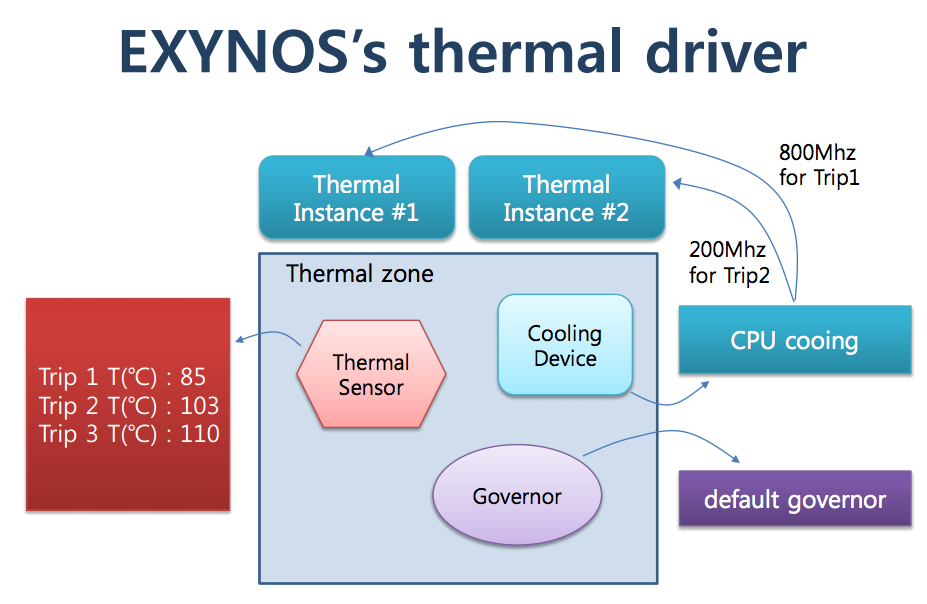 EXYNOS’s thermal driver
800Mhz
for Trip1
Thermal
Instance #1
Thermal
Instance #2
200Mhz
for Trip2
Thermal zone
Trip 1 T(℃) : 85
Trip 2 T(℃) : 103
Trip 3 T(℃) : 110
Thermal
Sensor
Cooling
Device
CPU cooing
Governor
default governor